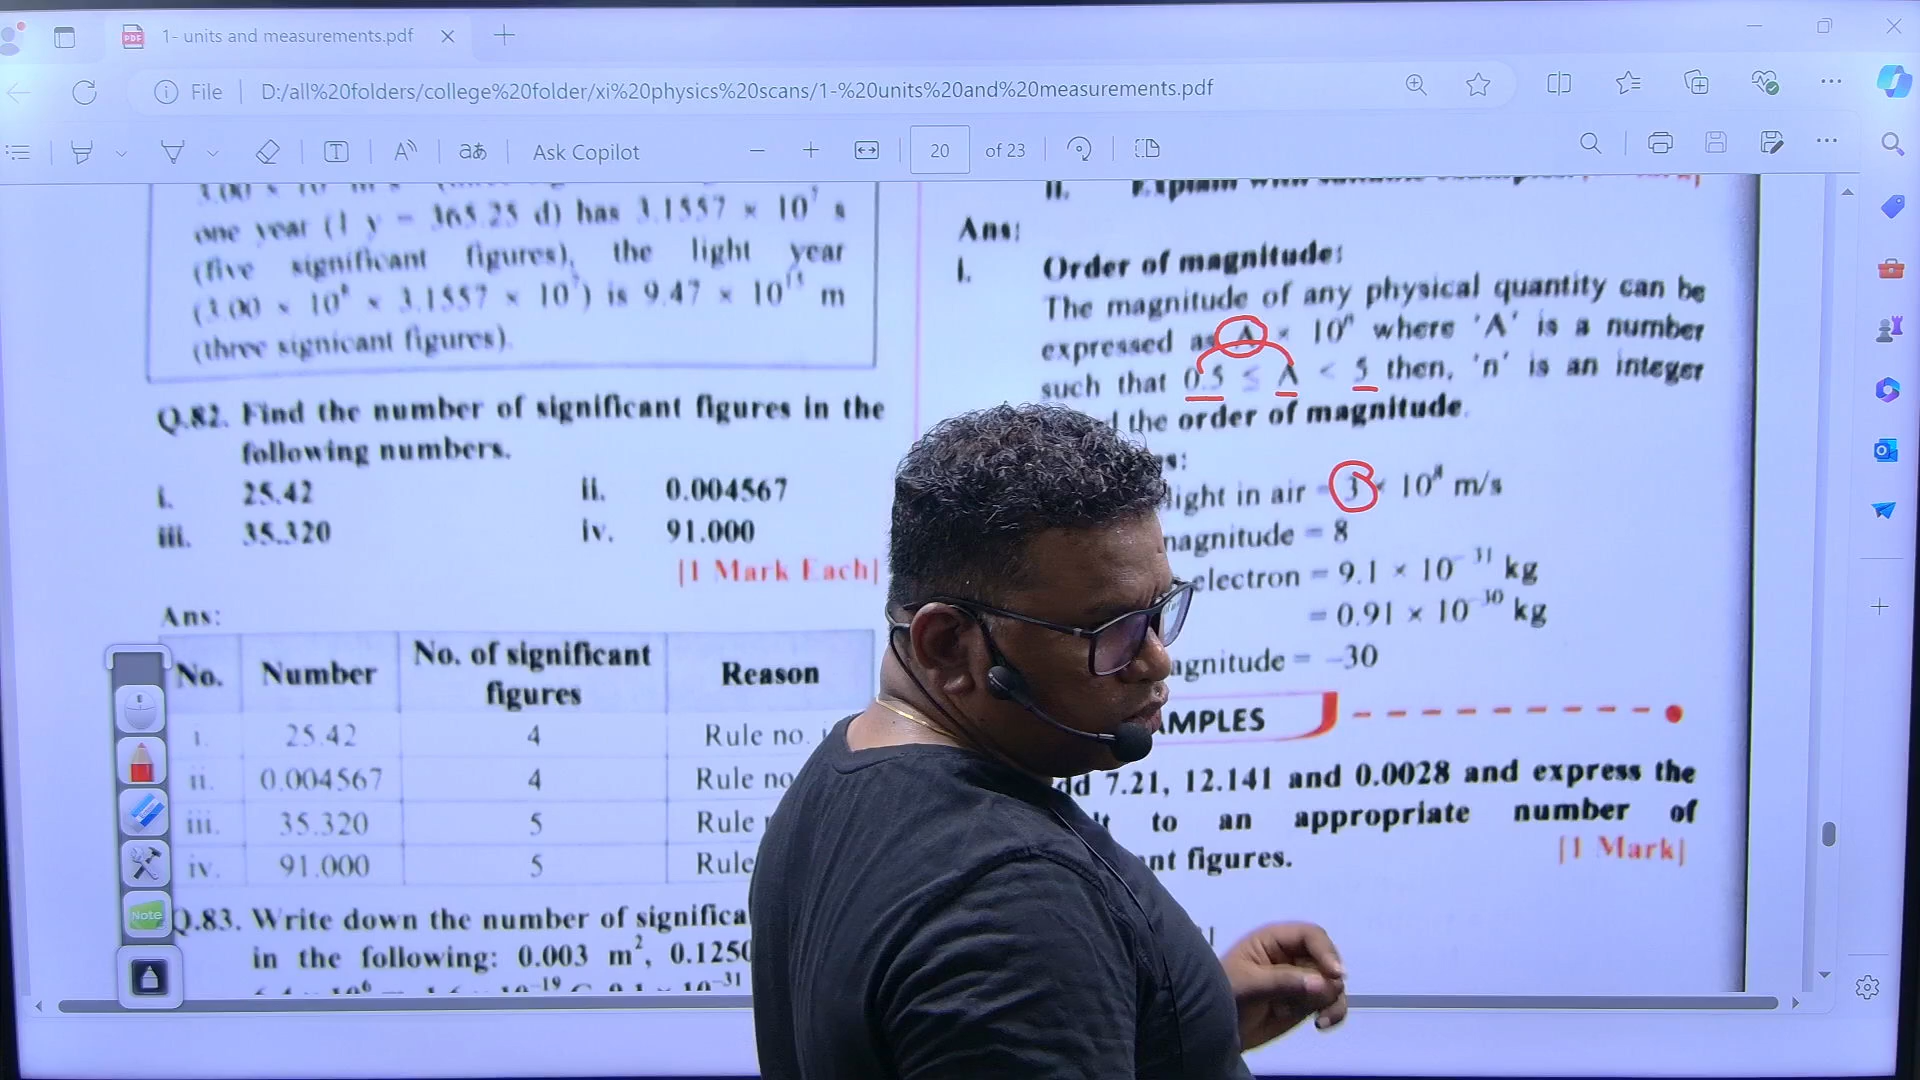 1- units and measurements.pdf
File
D:/all%20folders/college%20folder/xi%20physics%20scans/1-%20units%20and%20measurements.pdf
Ask Copilot
20 of 23
one year (1 y = 365.25 d) has 3.1557 × 10⁷ s
(five significant figures), the light year
(3.00 × 10⁸ × 3.1557 × 10⁷) is 9.47 × 10¹⁵ m
(three signicant figures).
Q.82. Find the number of significant figures in the
following numbers.
i. 25.42 ii. 0.004567
iii. 35.320 iv. 91.000
[1 Mark Each]
Ans:
No. Number No. of significant figures Reason
i. 25.42 4 Rule no.
ii. 0.004567 4 Rule no
iii. 35.320 5 Rule
iv. 91.000 5 Rule
Q.83. Write down the number of significa
in the following: 0.003 m², 0.1250
ii. Explain with
Ans:
i. Order of magnitude:
The magnitude of any physical quantity can be
expressed as A × 10ⁿ where 'A' is a number
such that 0.5 ≤ A < 5 then, 'n' is an integer
the order of magnitude.
light in air = 3 × 10⁸ m/s
magnitude = 8
electron = 9.1 × 10⁻³¹ kg
= 0.91 × 10⁻³⁰ kg
agnitude = −30
AMPLES
dd 7.21, 12.141 and 0.0028 and express the
to an appropriate number of
nt figures. [1 Mark]
Note